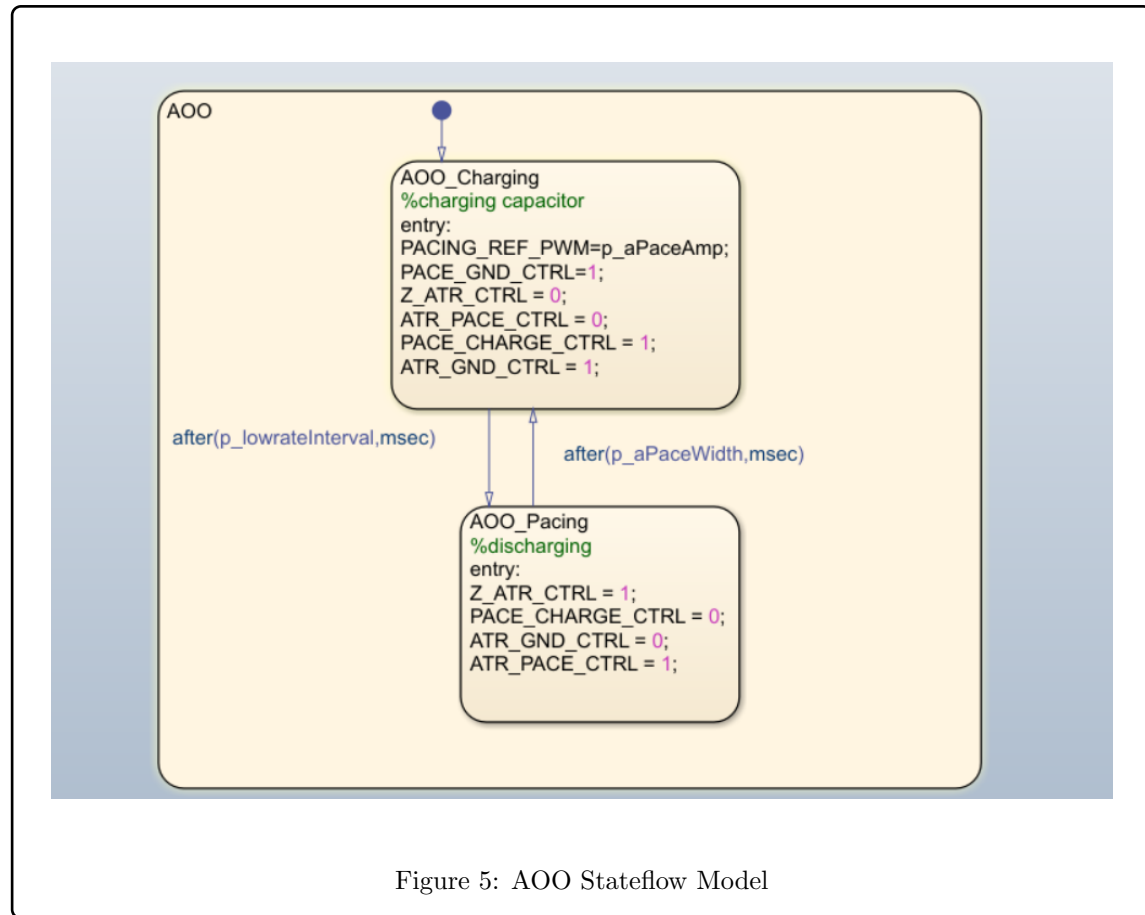 AOO
AOO_Charging
%charging capacitor
entry:
PACING_REF_PWM=p_aPaceAmp;
PACE_GND_CTRL=1;
Z_ATR_CTRL = 0;
ATR_PACE_CTRL = 0;
PACE_CHARGE_CTRL = 1;
ATR_GND_CTRL = 1;
after(p_lowrateInterval,msec)
after(p_aPaceWidth,msec)
AOO_Pacing
%discharging
entry:
Z_ATR_CTRL = 1;
PACE_CHARGE_CTRL = 0;
ATR_GND_CTRL = 0;
ATR_PACE_CTRL = 1;
Figure 5: AOO Stateflow Model